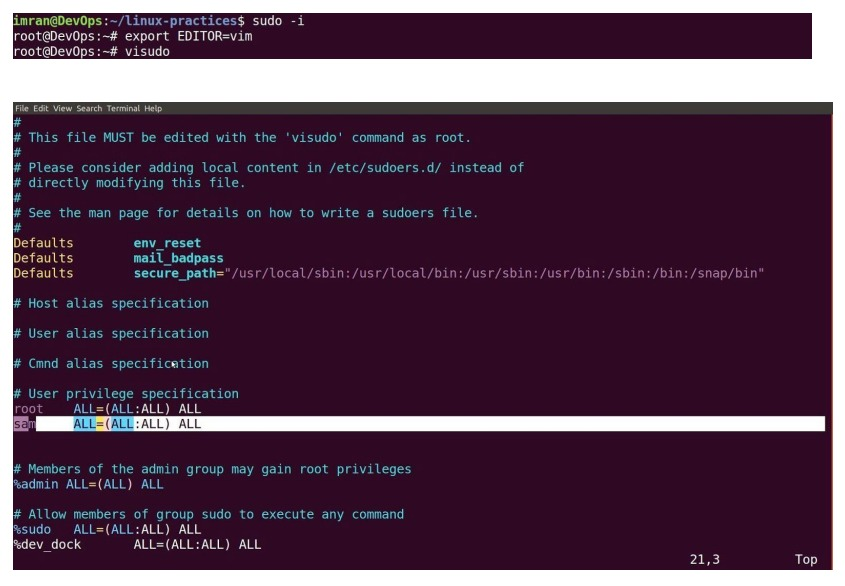 imran@DevOps:~/linux-practices$ sudo -i
root@DevOps:~# export EDITOR=vim
root@DevOps:~# visudo
File Edit View Search Terminal Help
#
# This file MUST be edited with the 'visudo' command as root.
#
# Please consider adding local content in /etc/sudoers.d/ instead of
# directly modifying this file.
#
# See the man page for details on how to write a sudoers file.
#
Defaults        env_reset
Defaults        mail_badpass
Defaults        secure_path="/usr/local/sbin:/usr/local/bin:/usr/sbin:/usr/bin:/sbin:/bin:/snap/bin"
# Host alias specification
# User alias specification
# Cmnd alias specification
# User privilege specification
root    ALL=(ALL:ALL) ALL
sam     ALL=(ALL:ALL) ALL
# Members of the admin group may gain root privileges
%admin ALL=(ALL) ALL
# Allow members of group sudo to execute any command
%sudo   ALL=(ALL:ALL) ALL
%dev_dock       ALL=(ALL:ALL) ALL
21,3          Top